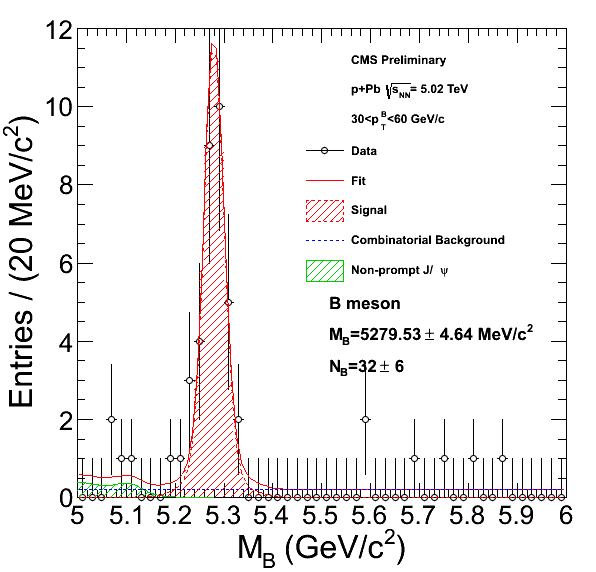 12
10
8
6
4
2
0
Entries / (20 MeV/c²)
CMS Preliminary
p+Pb √sNN= 5.02 TeV
30<pTB<60 GeV/c
Data
Fit
Signal
Combinatorial Background
Non-prompt J/ ψ
B meson
MB=5279.53 ± 4.64 MeV/c²
NB=32 ± 6
5 5.1 5.2 5.3 5.4 5.5 5.6 5.7 5.8 5.9 6
MB (GeV/c²)